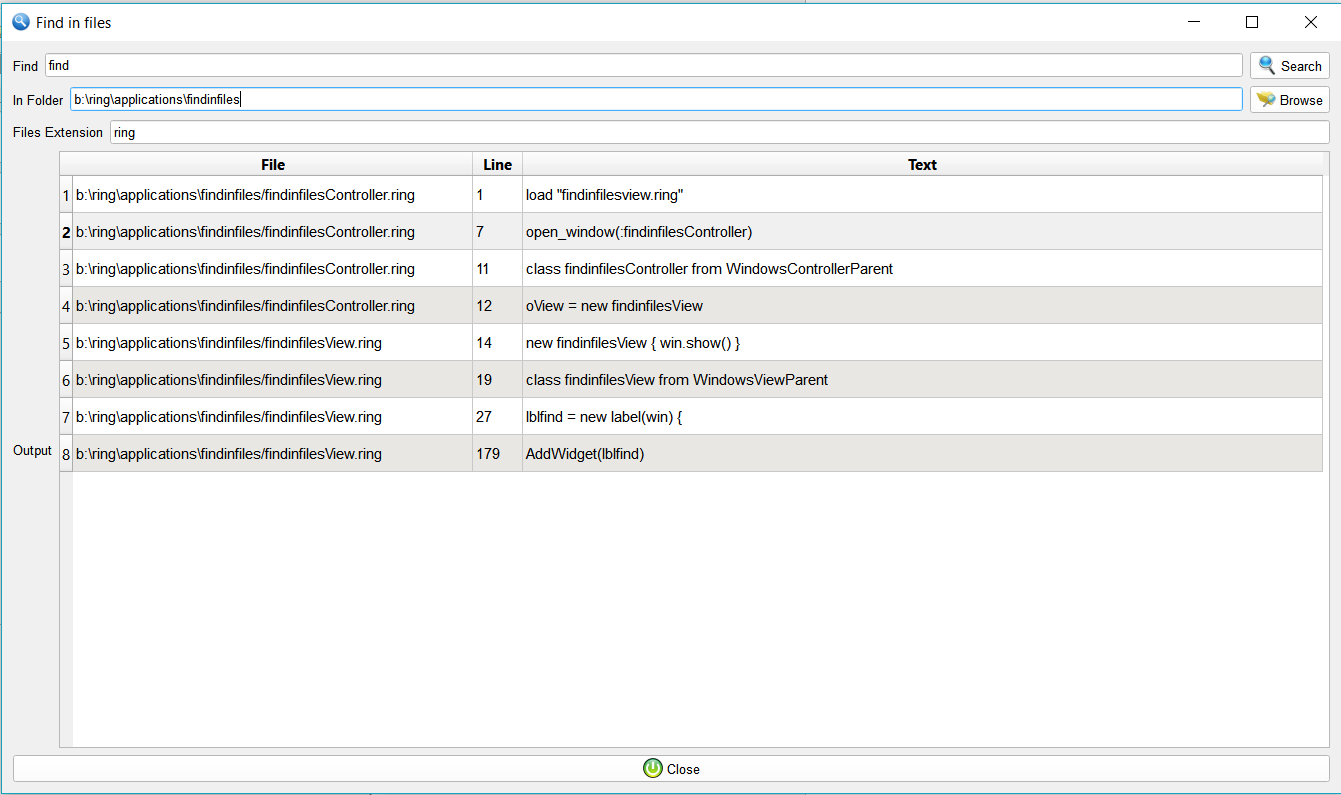 Find in files
Find find Search
In Folder b:\ring\applications\findinfiles Browse
Files Extension ring
File Line Text
1 b:\ring\applications\findinfiles/findinfilesController.ring 1 load "findinfilesview.ring"
2 b:\ring\applications\findinfiles/findinfilesController.ring 7 open_window(:findinfilesController)
3 b:\ring\applications\findinfiles/findinfilesController.ring 11 class findinfilesController from WindowsControllerParent
4 b:\ring\applications\findinfiles/findinfilesController.ring 12 oView = new findinfilesView
5 b:\ring\applications\findinfiles/findinfilesView.ring 14 new findinfilesView { win.show() }
6 b:\ring\applications\findinfiles/findinfilesView.ring 19 class findinfilesView from WindowsViewParent
7 b:\ring\applications\findinfiles/findinfilesView.ring 27 lblfind = new label(win) {
Output
8 b:\ring\applications\findinfiles/findinfilesView.ring 179 AddWidget(lblfind)
Close